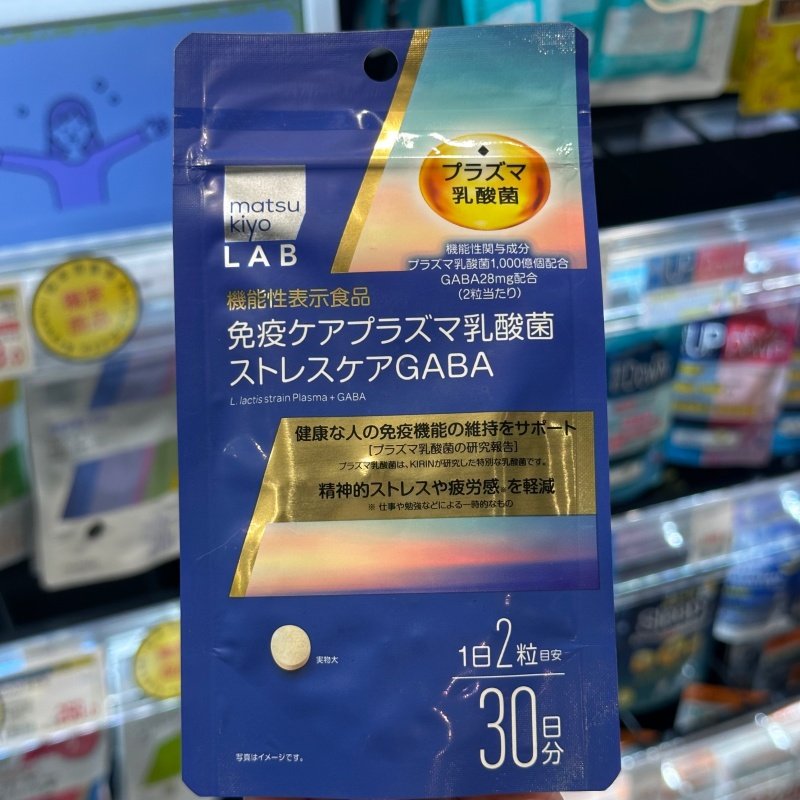 プラズマ
乳酸菌
matsu
kiyo
LAB
機能性関与成分
プラズマ乳酸菌1,000億個配合
GABA28mg配合
(2粒当たり)
機能性表示食品
免疫ケアプラズマ乳酸菌
ストレスケアGABA
L. lactis strain Plasma + GABA
健康な人の免疫機能の維持をサポート
[プラズマ乳酸菌の研究報告]
プラズマ乳酸菌は、KIRINが研究した特別な乳酸菌です。
精神的ストレスや疲労感※を軽減
※ 仕事や勉強などによる一時的なもの
実物大
1日2粒目安
30日分
写真はイメージです。